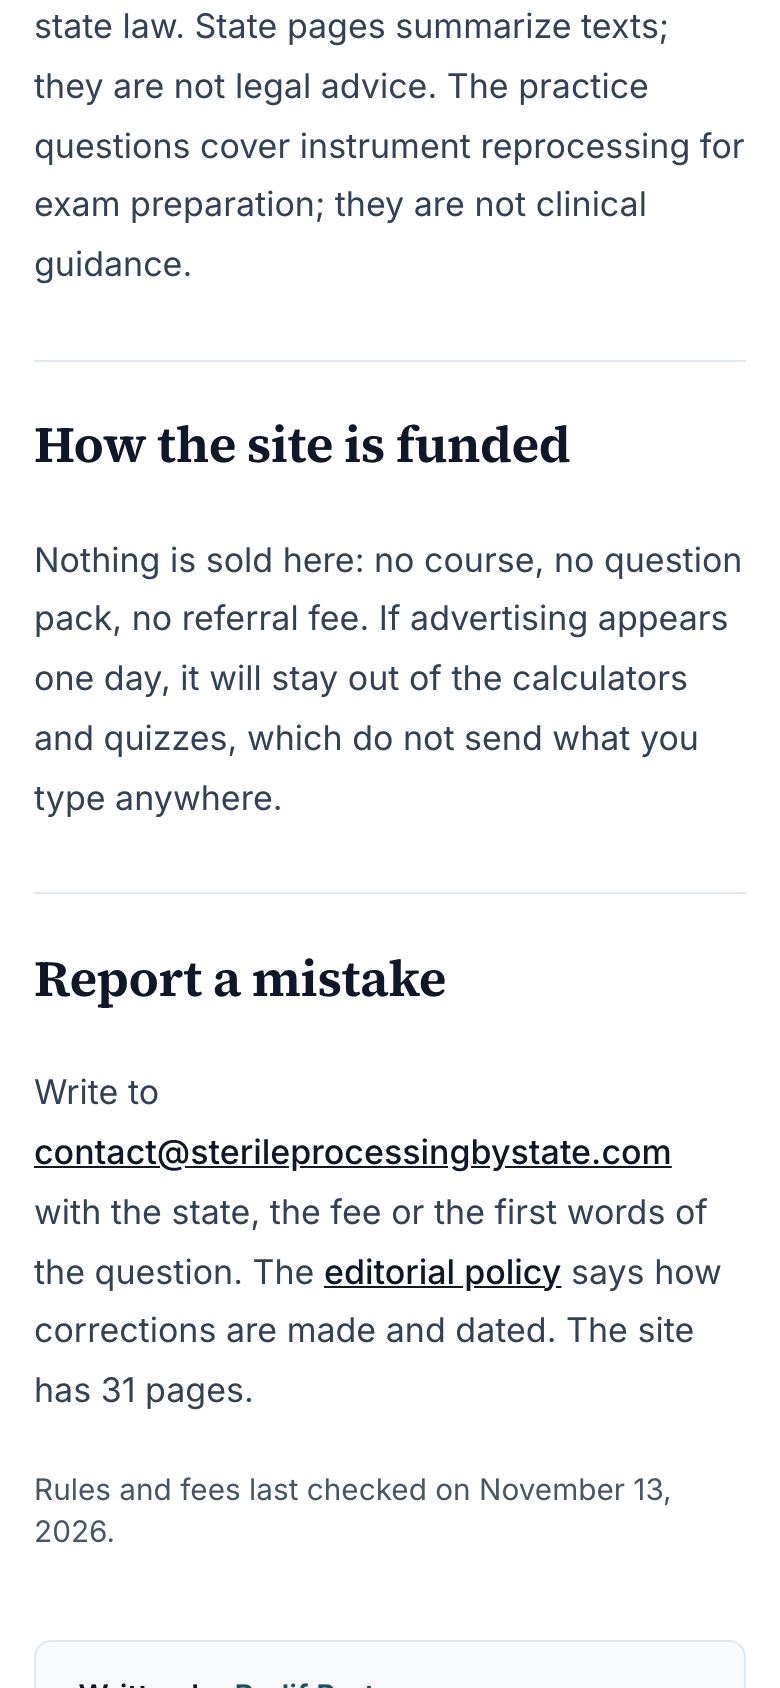 state law. State pages summarize texts;
they are not legal advice. The practice
questions cover instrument reprocessing for
exam preparation; they are not clinical
guidance.
How the site is funded
Nothing is sold here: no course, no question
pack, no referral fee. If advertising appears
one day, it will stay out of the calculators
and quizzes, which do not send what you
type anywhere.
Report a mistake
Write to
contact@sterileprocessingbystate.com
with the state, the fee or the first words of
the question. The editorial policy says how
corrections are made and dated. The site
has 31 pages.
Rules and fees last checked on November 13,
2026.